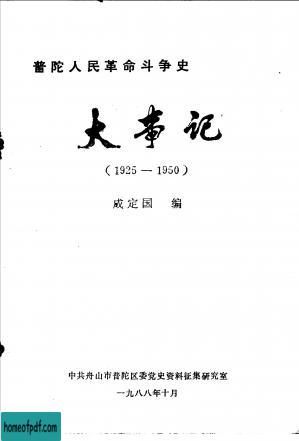 普陀人民革命斗争史
大事记
(1925—1950)
戚定国 编
中共舟山市普陀区委党史资料征集研究室
一九八八年十月
homeofpdf.com